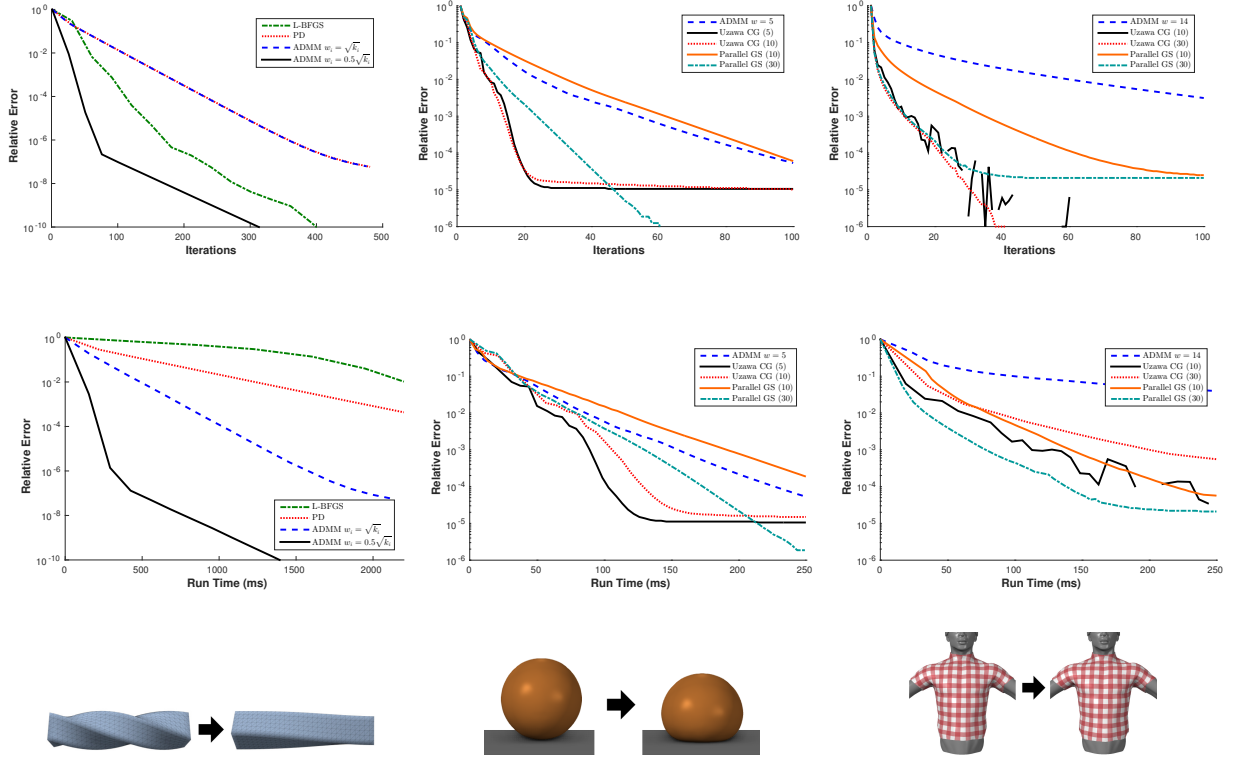 10^0
10^-2
10^-4
10^-6
10^-8
10^-10
Relative Error
0 100 200 300 400 500
Iterations
L-BFGS
PD
ADMM $w_i = \sqrt{k_i}$
ADMM $w_i = 0.5\sqrt{k_i}$
10^0
10^-1
10^-2
10^-3
10^-4
10^-5
10^-6
Relative Error
0 20 40 60 80 100
Iterations
ADMM w = 5
Uzawa CG (5)
Uzawa CG (10)
Parallel GS (10)
Parallel GS (30)
10^0
10^-1
10^-2
10^-3
10^-4
10^-5
10^-6
Relative Error
0 20 40 60 80 100
Iterations
ADMM w = 14
Uzawa CG (10)
Uzawa CG (30)
Parallel GS (10)
Parallel GS (30)
10^0
10^-2
10^-4
10^-6
10^-8
10^-10
Relative Error
0 500 1000 1500 2000
Run Time (ms)
L-BFGS
PD
ADMM $w_i = \sqrt{k_i}$
ADMM $w_i = 0.5\sqrt{k_i}$
10^0
10^-1
10^-2
10^-3
10^-4
10^-5
10^-6
Relative Error
0 50 100 150 200 250
Run Time (ms)
ADMM w = 5
Uzawa CG (5)
Uzawa CG (10)
Parallel GS (10)
Parallel GS (30)
10^0
10^-1
10^-2
10^-3
10^-4
10^-5
10^-6
Relative Error
0 50 100 150 200 250
Run Time (ms)
ADMM w = 14
Uzawa CG (10)
Uzawa CG (30)
Parallel GS (10)
Parallel GS (30)